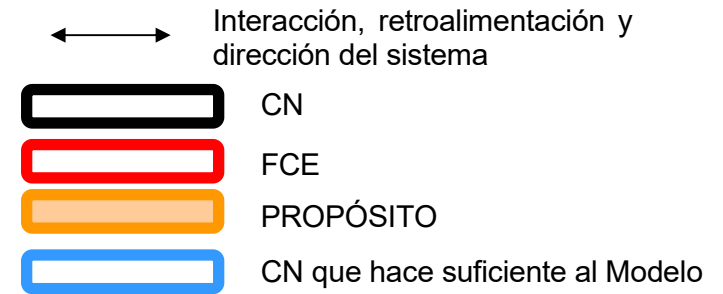 Interacción, retroalimentación y
dirección del sistema
CN
FCE
PROPÓSITO
CN que hace suficiente al Modelo